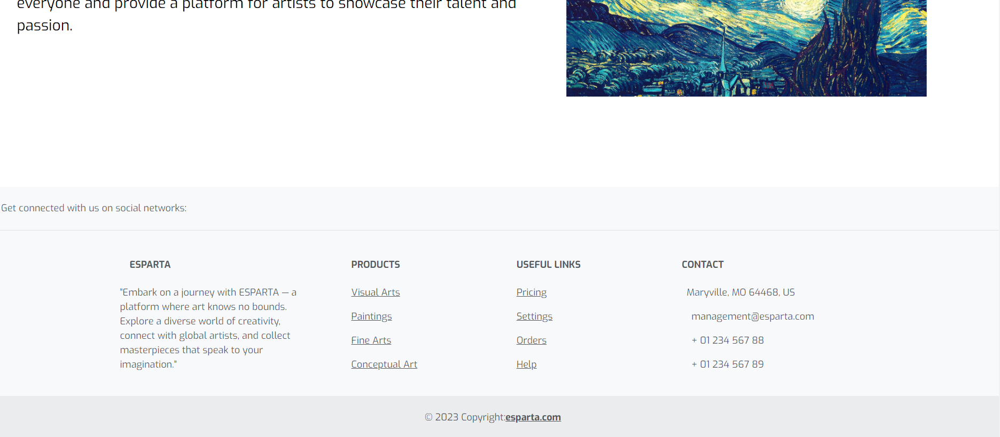 everyone and provide a platform for artists to showcase their talent and
passion.
Get connected with us on social networks:
ESPARTA
"Embark on a journey with ESPARTA — a
platform where art knows no bounds.
Explore a diverse world of creativity,
connect with global artists, and collect
masterpieces that speak to your
imagination."
PRODUCTS
Visual Arts
Paintings
Fine Arts
Conceptual Art
USEFUL LINKS
Pricing
Settings
Orders
Help
CONTACT
Maryville, MO 64468, US
management@esparta.com
+ 01 234 567 88
+ 01 234 567 89
© 2023 Copyright:esparta.com